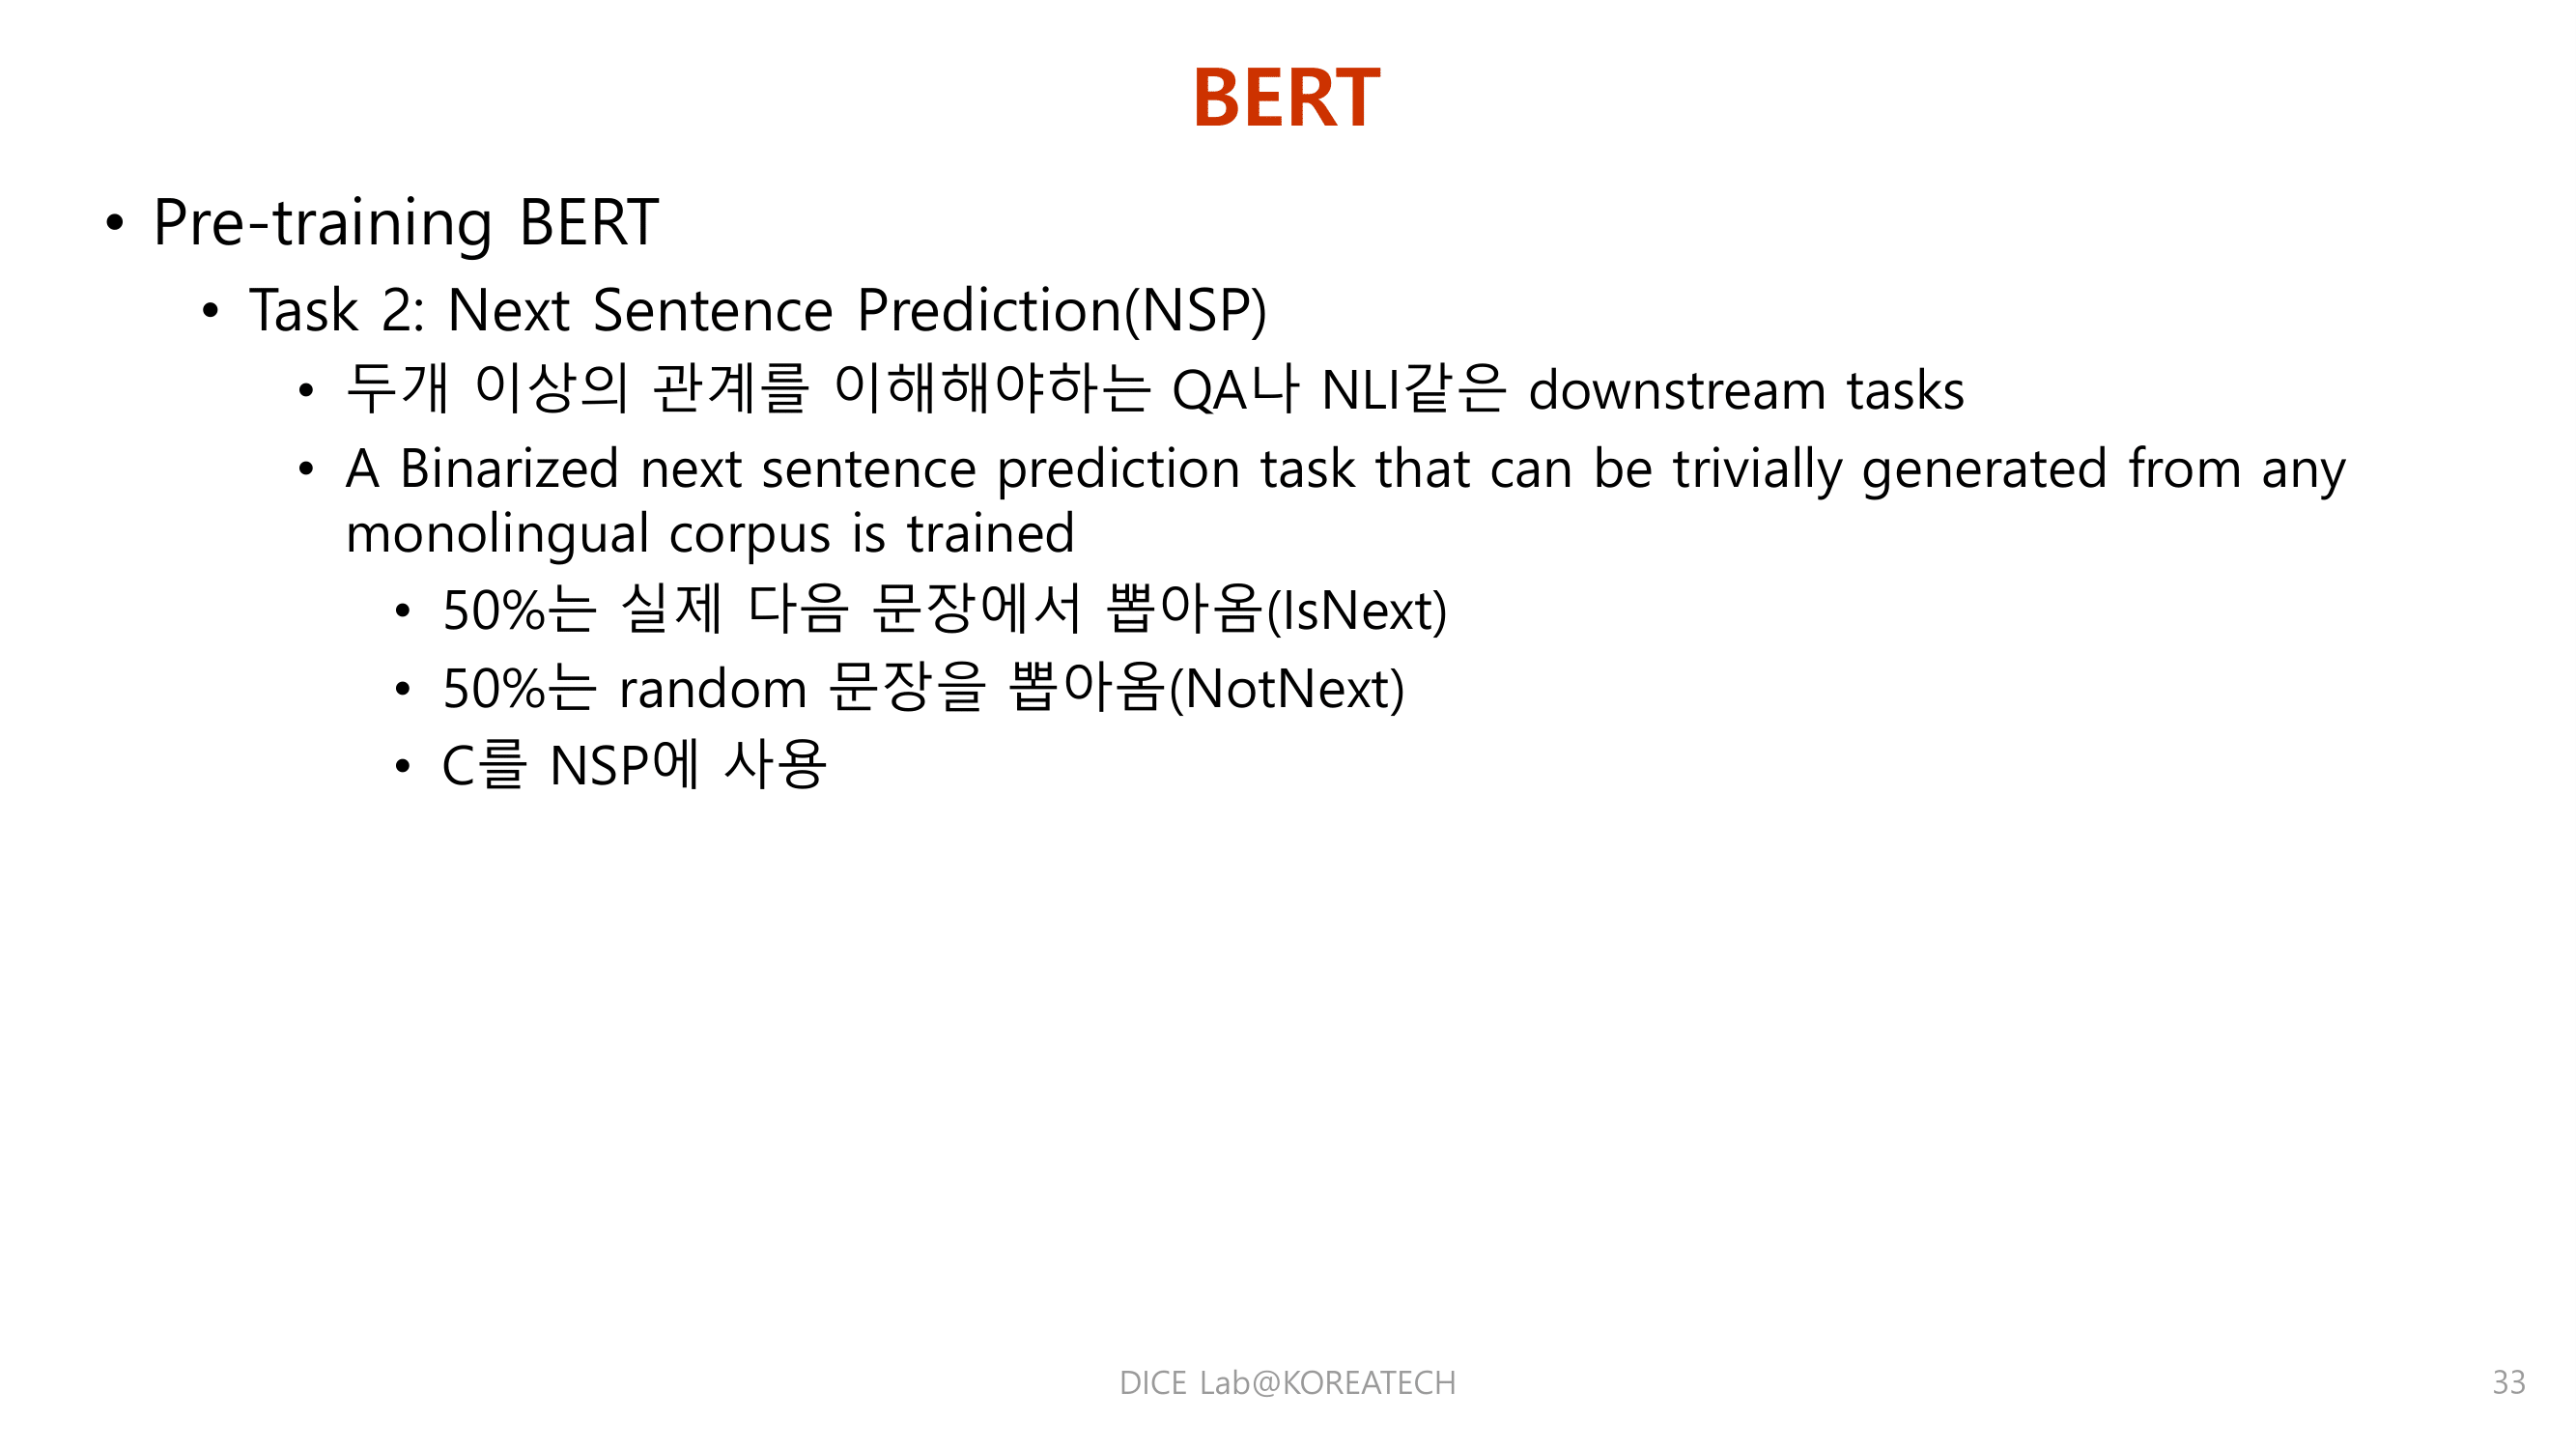 BERT
• Pre-training BERT
• Task 2: Next Sentence Prediction(NSP)
• 두개 이상의 관계를 이해해야하는 QA나 NLI같은 downstream tasks
• A Binarized next sentence prediction task that can be trivially generated from any
monolingual corpus is trained
• 50%는 실제 다음 문장에서 뽑아옴(IsNext)
• 50%는 random 문장을 뽑아옴(NotNext)
• C를 NSP에 사용
DICE Lab@KOREATECH
33